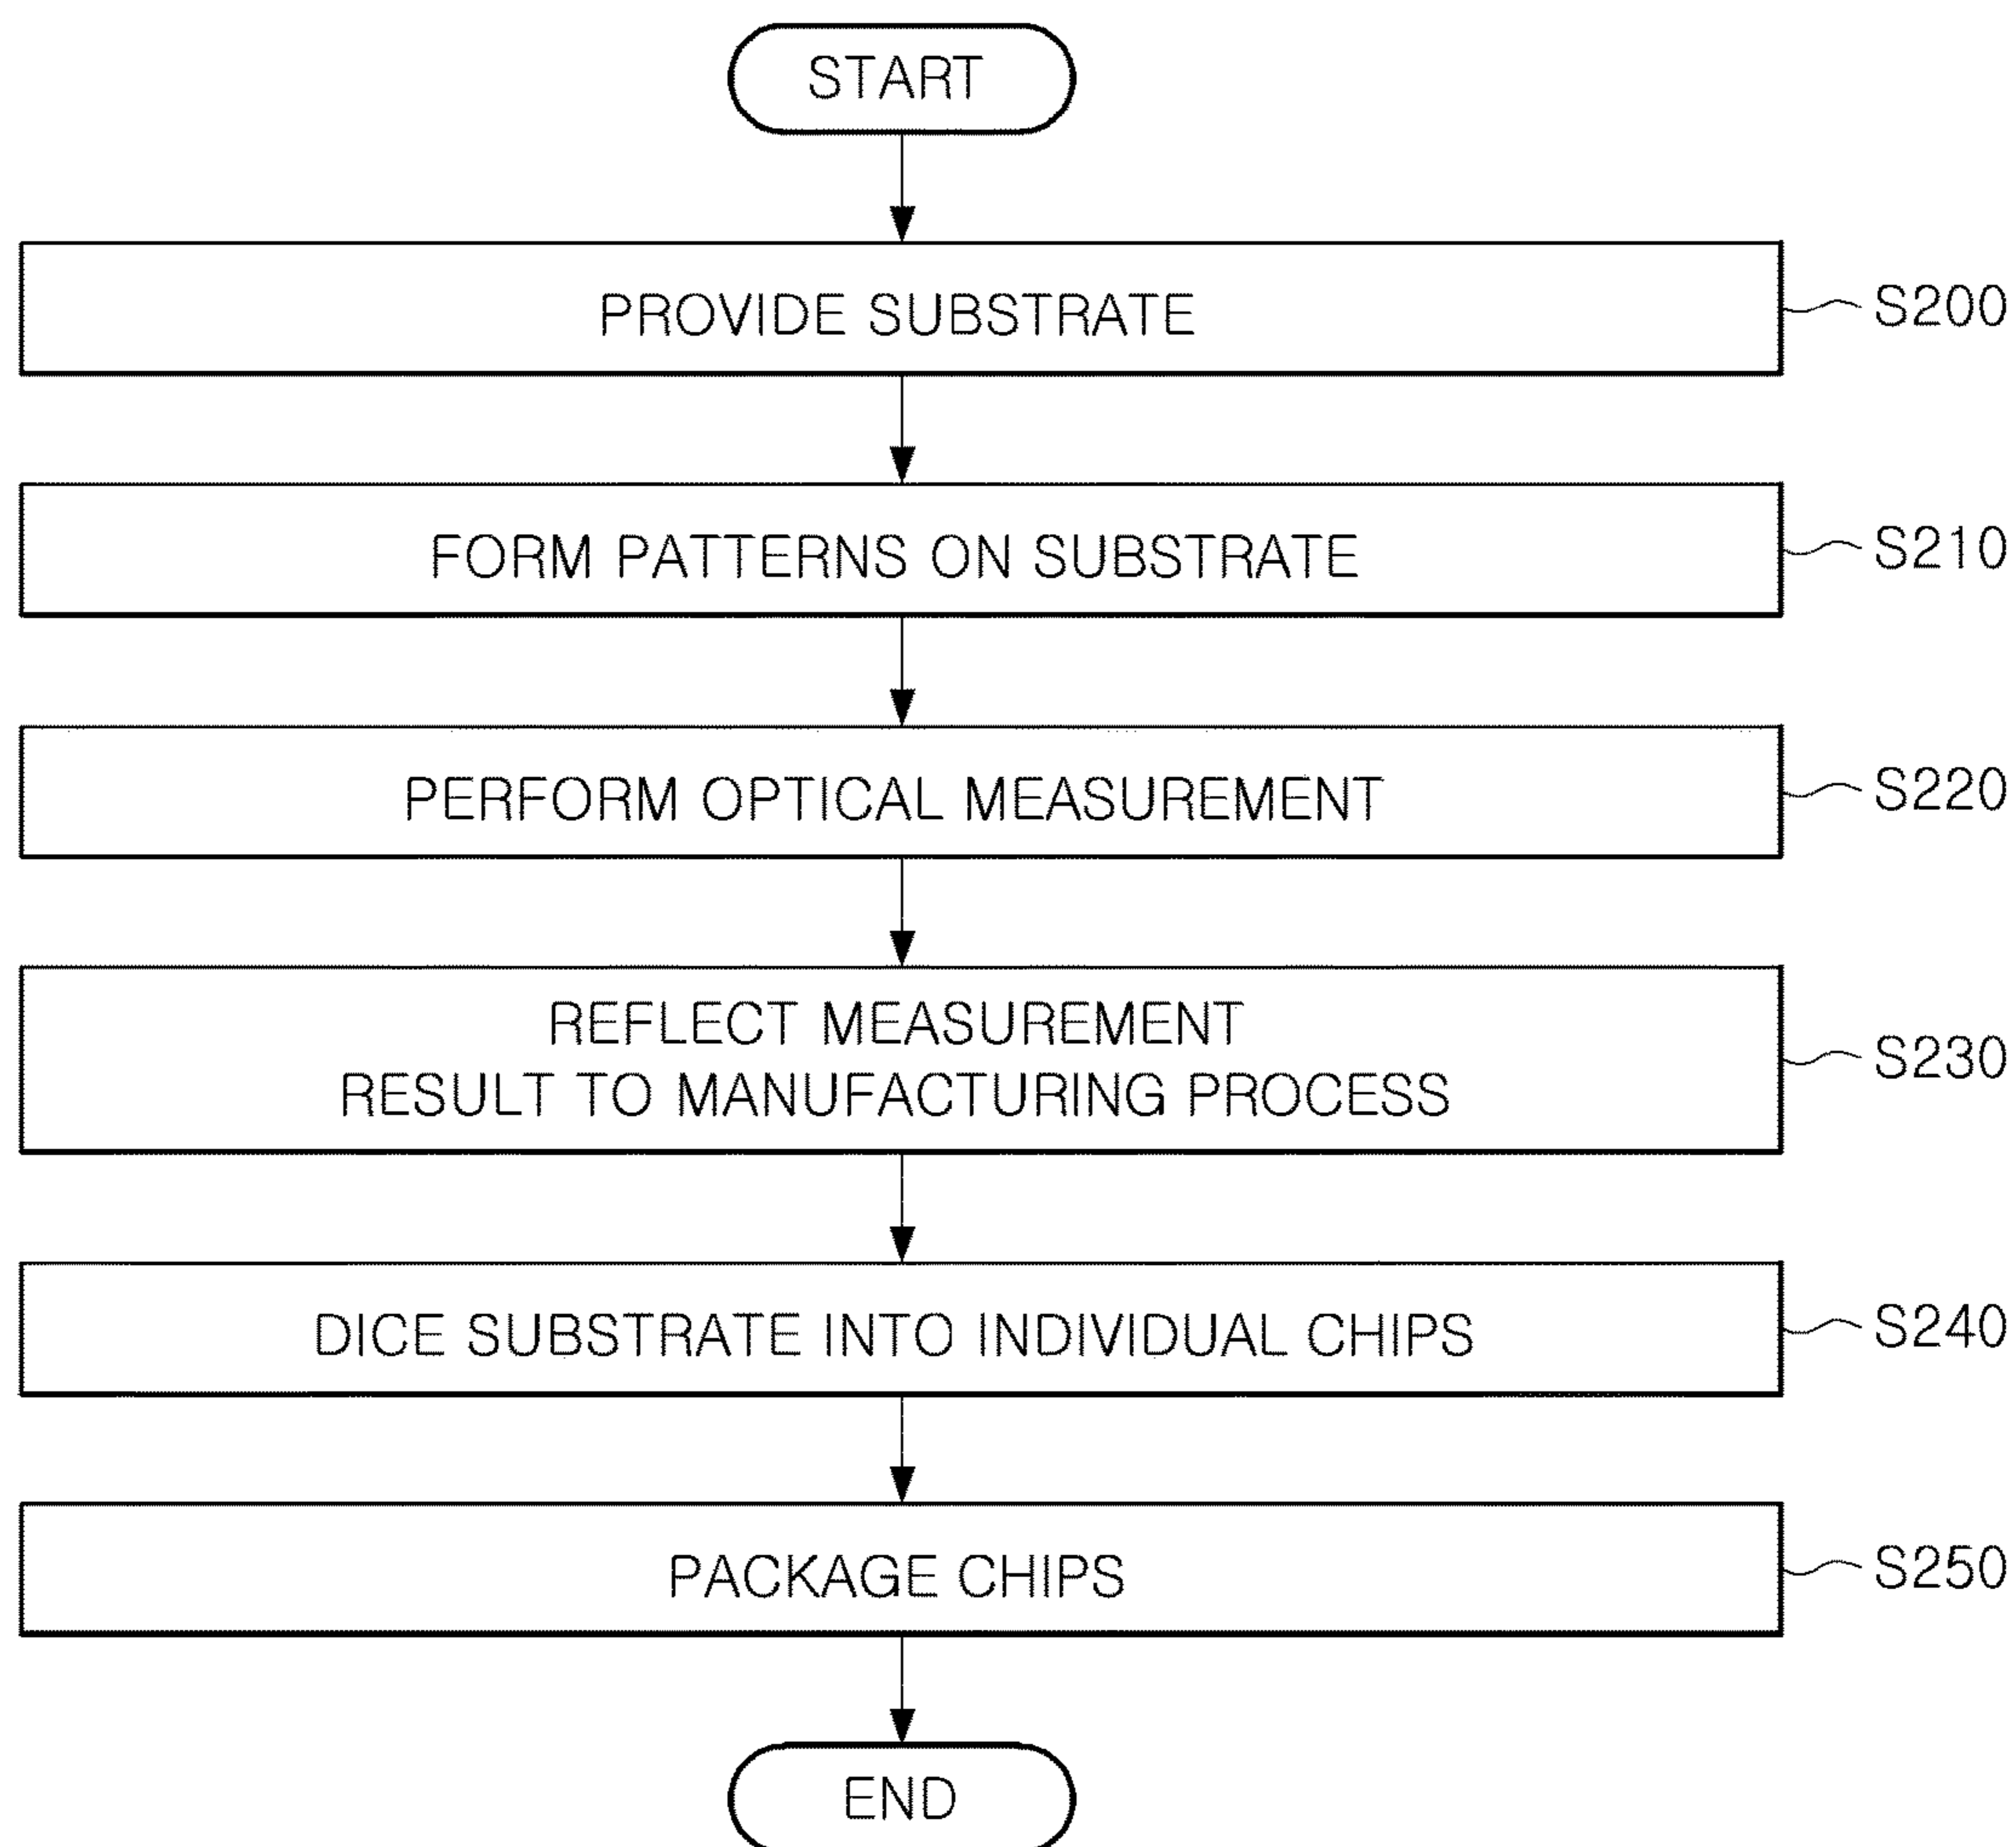 START
PROVIDE SUBSTRATE
S200
FORM PATTERNS ON SUBSTRATE
S210
PERFORM OPTICAL MEASUREMENT
S220
REFLECT MEASUREMENT
RESULT TO MANUFACTURING PROCESS
S230
DICE SUBSTRATE INTO INDIVIDUAL CHIPS
S240
PACKAGE CHIPS
S250
END